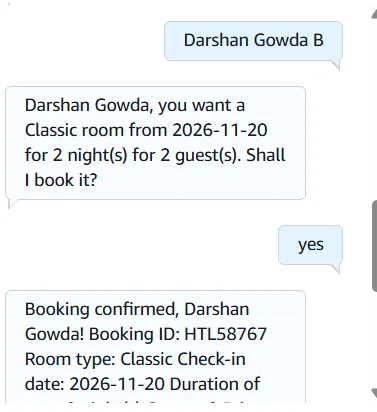 Darshan Gowda B
Darshan Gowda, you want a
Classic room from 2026-11-20
for 2 night(s) for 2 guest(s). Shall
I book it?
yes
Booking confirmed, Darshan
Gowda! Booking ID: HTL58767
Room type: Classic Check-in
date: 2026-11-20 Duration of